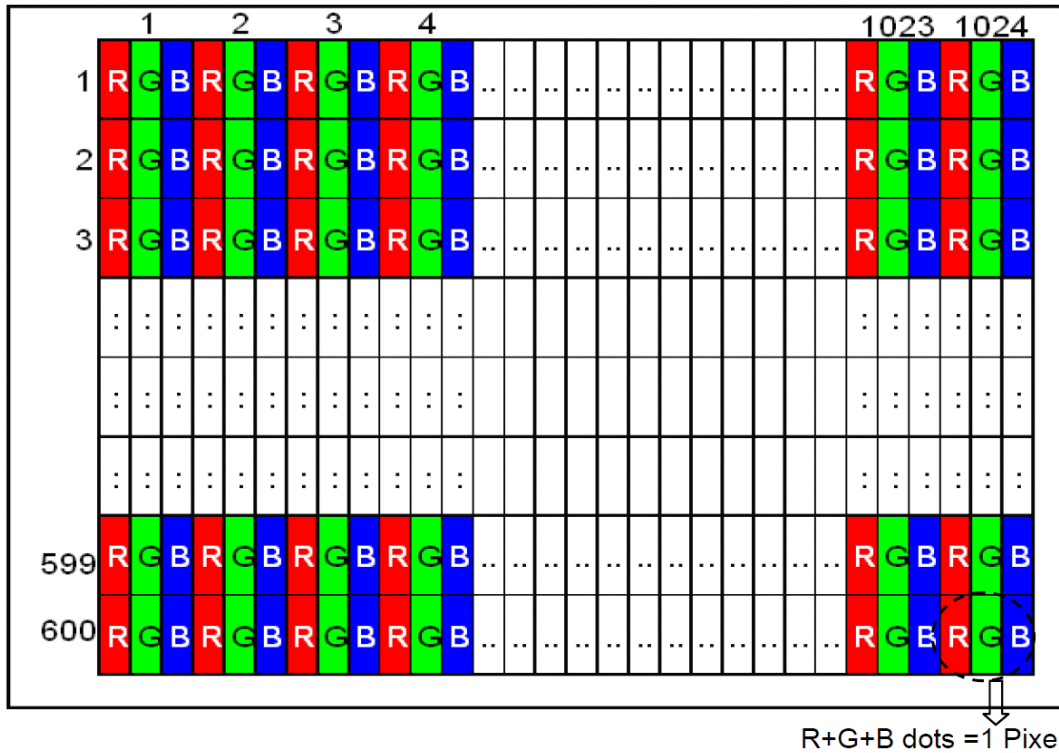 1 2 3 4 1023 1024
1 R G B R G B R G B R G B .. .. .. .. .. .. .. .. .. .. .. .. R G B R G B
2 R G B R G B R G B R G B .. .. .. .. .. .. .. .. .. .. .. .. R G B R G B
3 R G B R G B R G B R G B .. .. .. .. .. .. .. .. .. .. .. .. R G B R G B
: : : : : : : : : : : : : : : : : :
: : : : : : : : : : : : : : : : : :
: : : : : : : : : : : : : : : : : :
599 R G B R G B R G B R G B .. .. .. .. .. .. .. .. .. .. .. .. R G B R G B
600 R G B R G B R G B R G B .. .. .. .. .. .. .. .. .. .. .. .. R G B R G B
R+G+B dots =1 Pixe